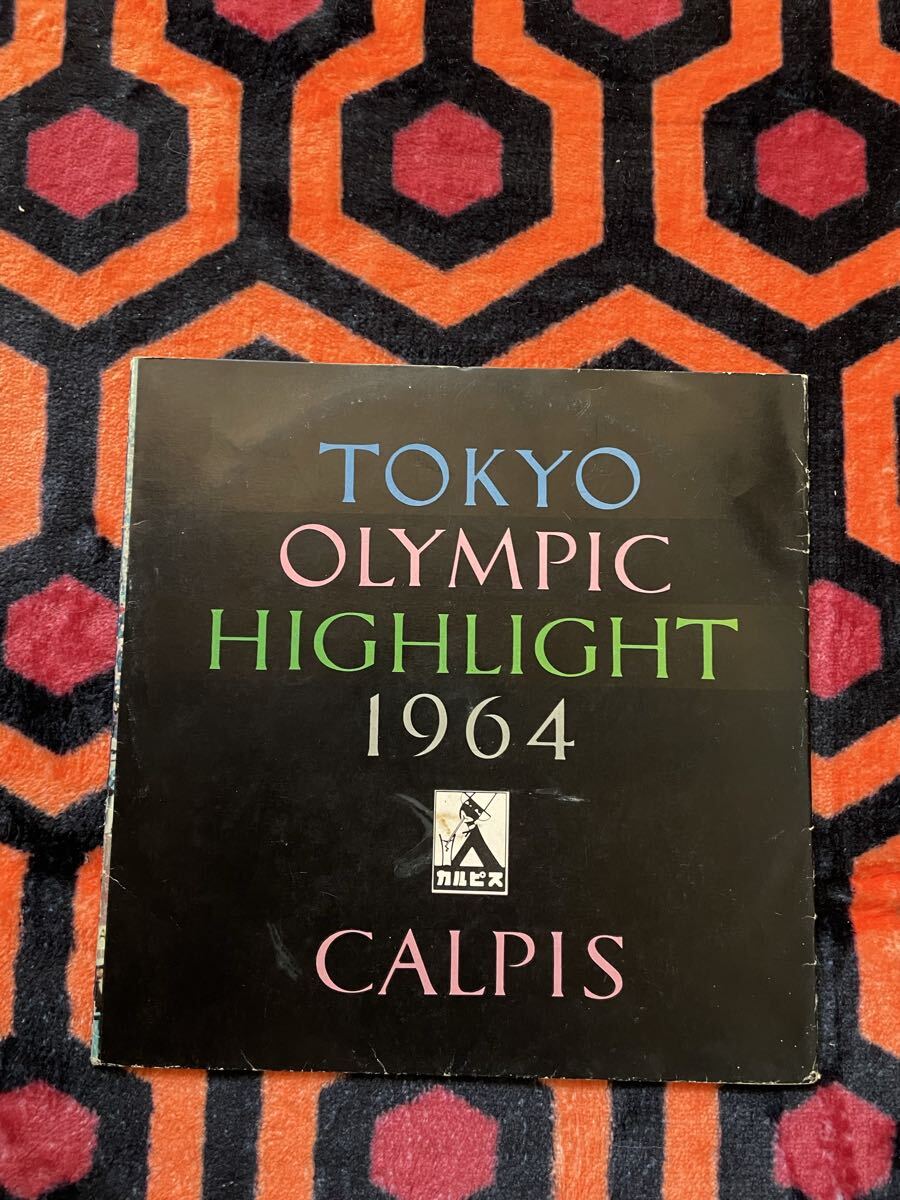 TOKYO
OLYMPIC
HIGHLIGHT
1964
カルピス
CALPIS